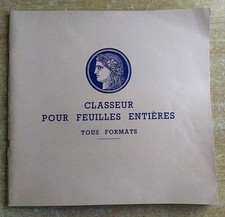 CLASSEUR
POUR FEUILLES ENTIÈRES
TOUS FORMATS